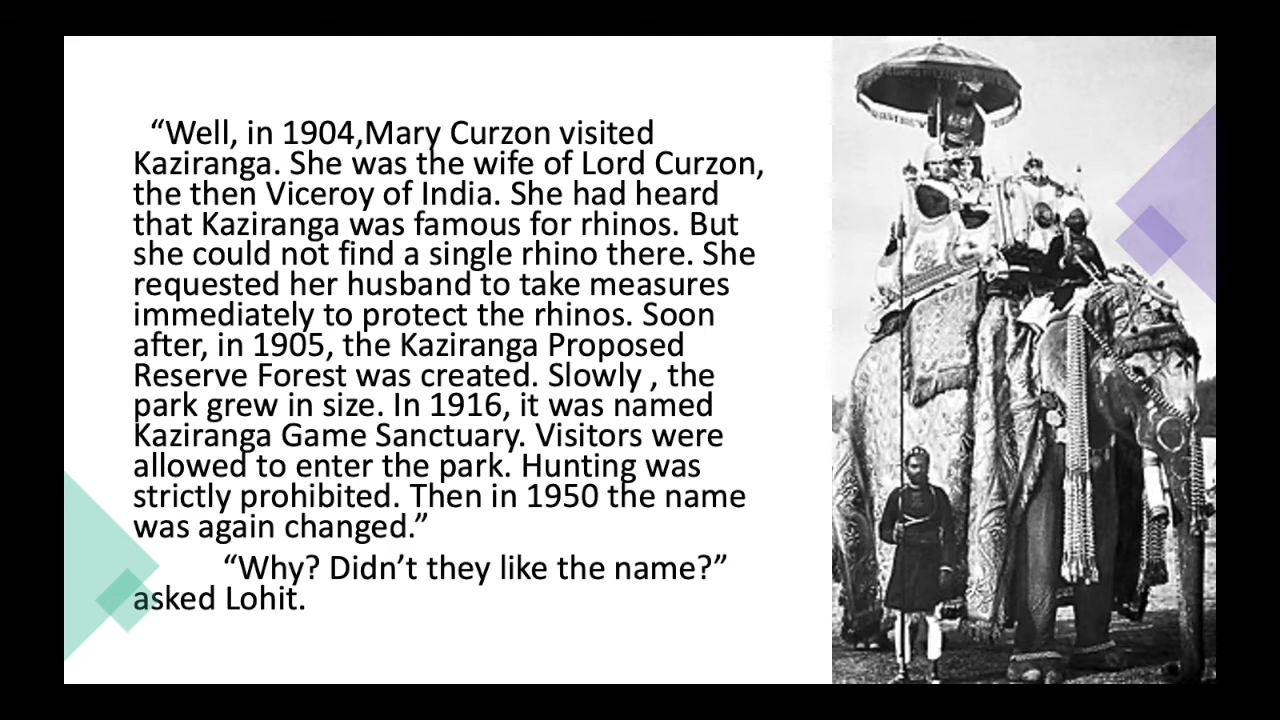 “Well, in 1904,Mary Curzon visited
Kaziranga. She was the wife of Lord Curzon,
the then Viceroy of India. She had heard
that Kaziranga was famous for rhinos. But
she could not find a single rhino there. She
requested her husband to take measures
immediately to protect the rhinos. Soon
after, in 1905, the Kaziranga Proposed
Reserve Forest was created. Slowly , the
park grew in size. In 1916, it was named
Kaziranga Game Sanctuary. Visitors were
allowed to enter the park. Hunting was
strictly prohibited. Then in 1950 the name
was again changed.”
“Why? Didn’t they like the name?”
asked Lohit.